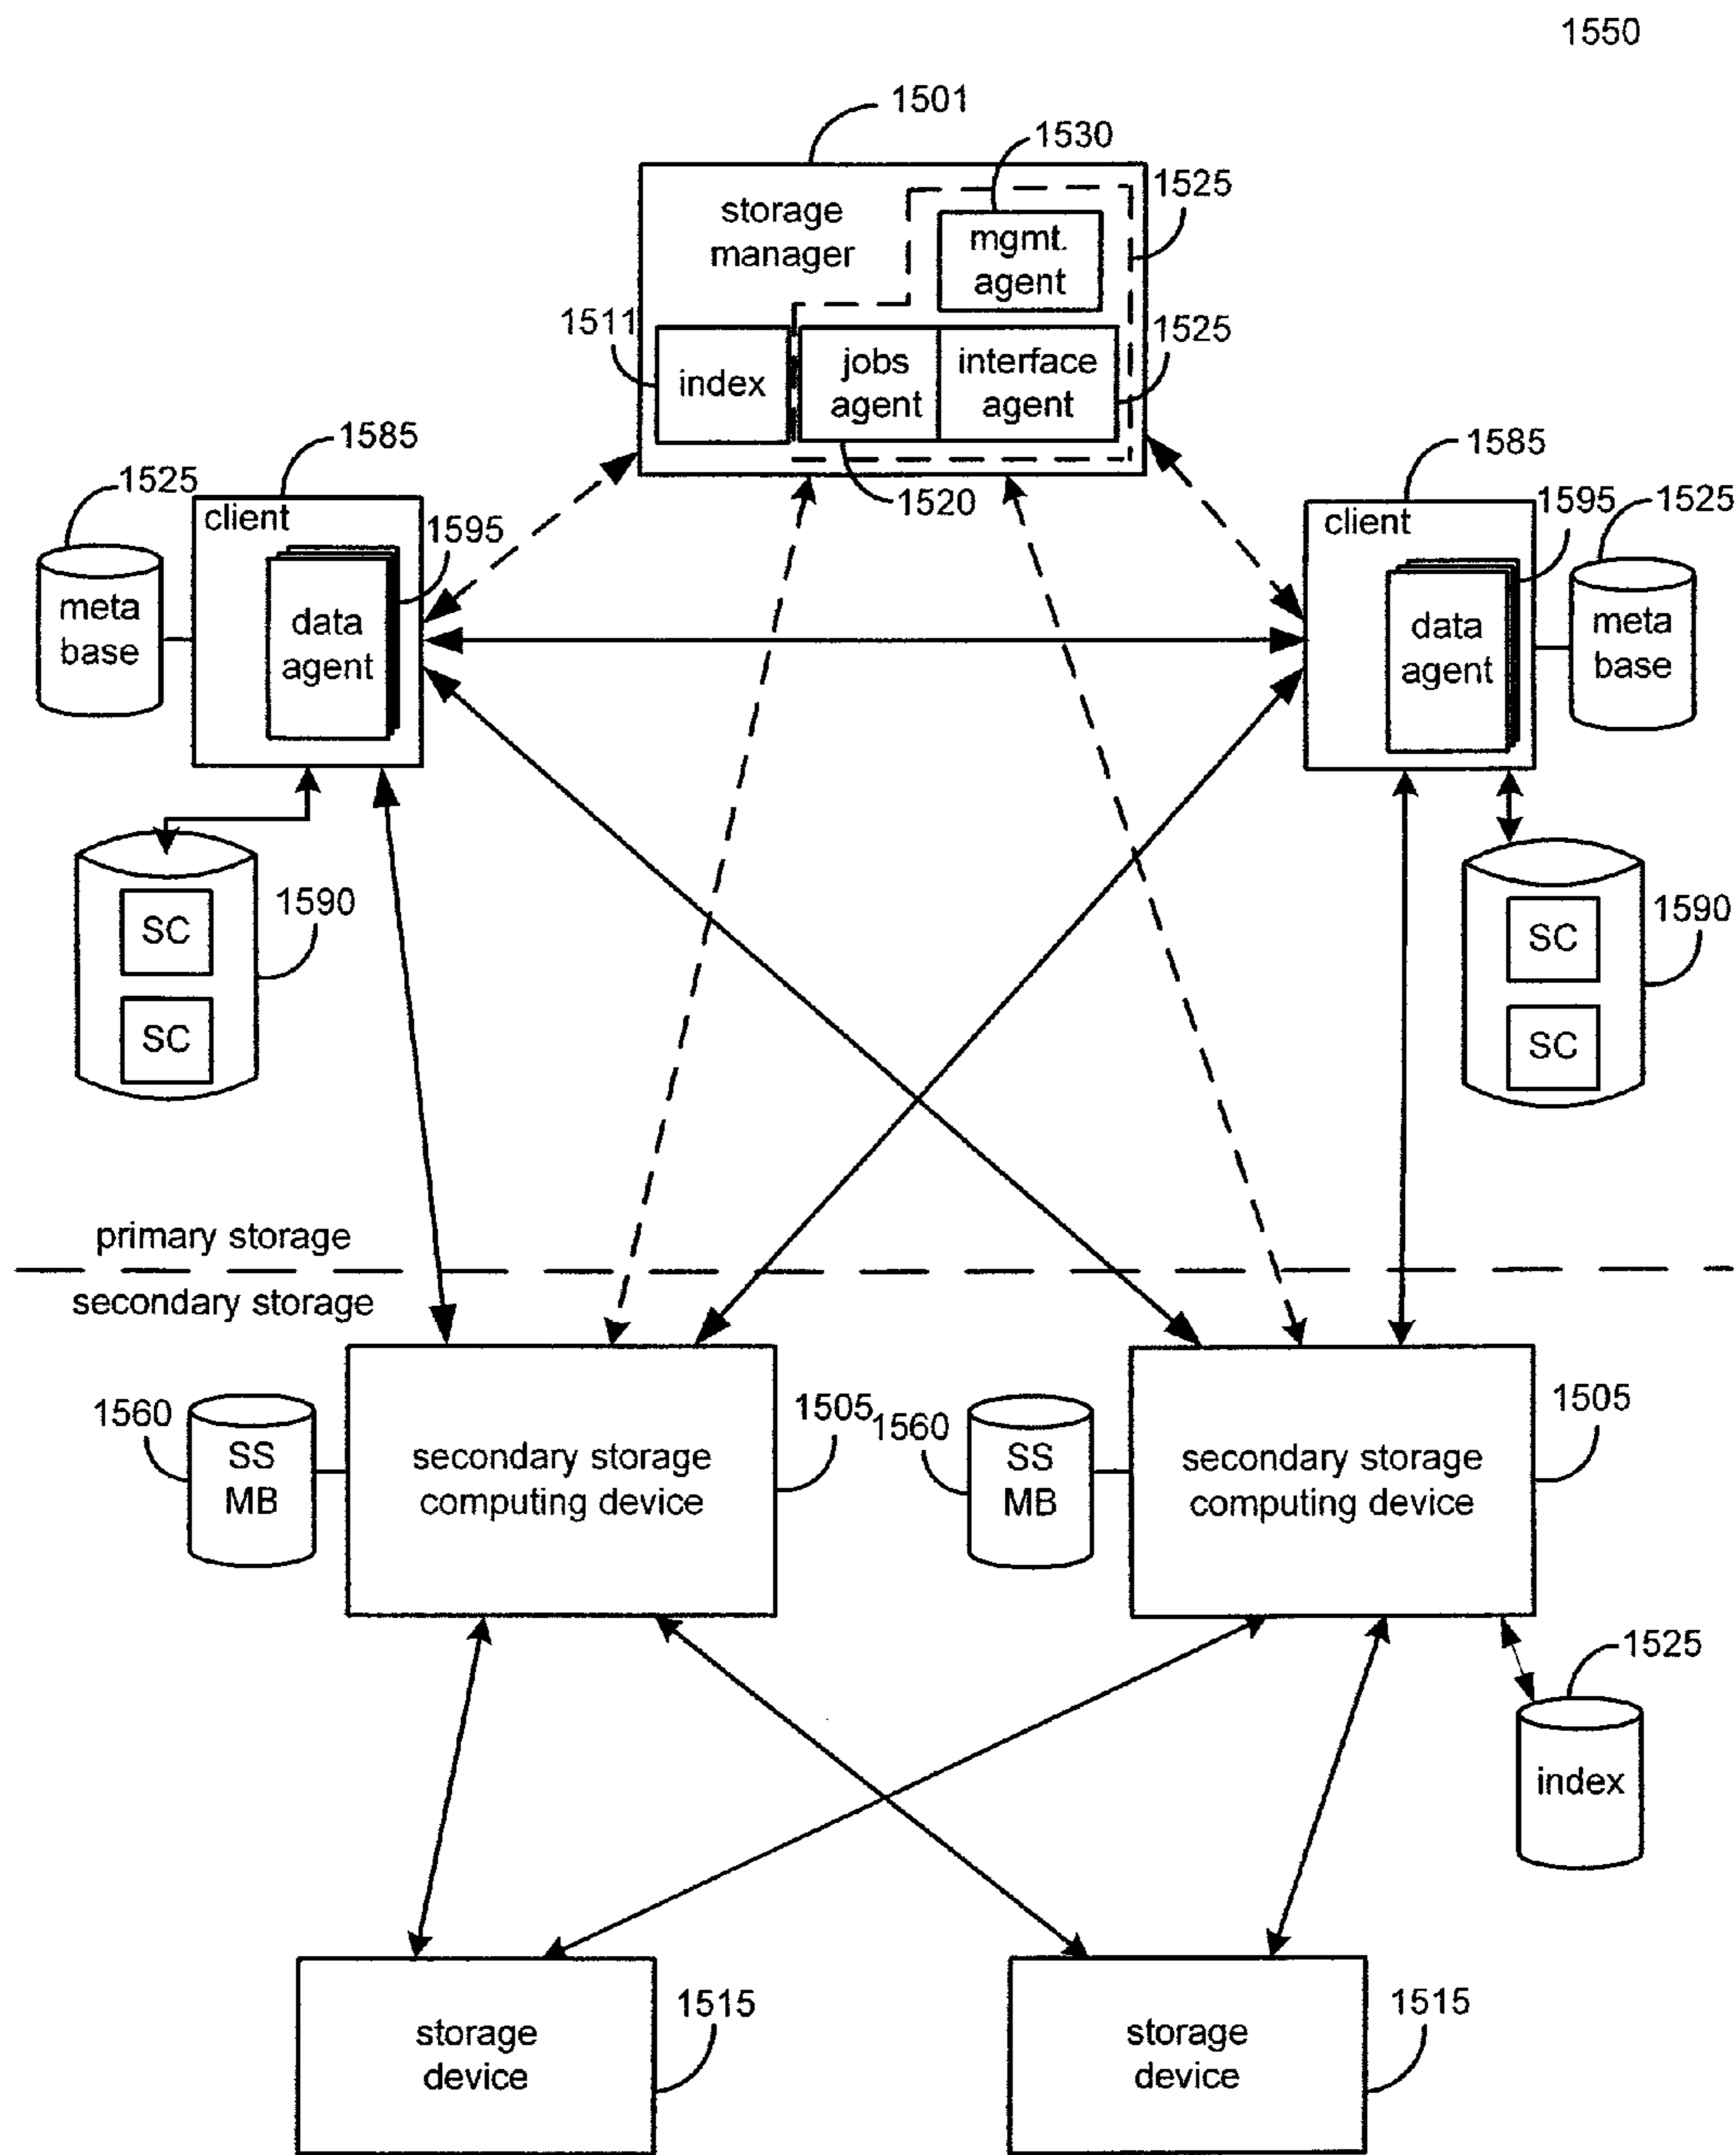 1550
1501
1530
1525
storage
manager
mgmt.
agent
1511
1525
index
jobs
agent
interface
agent
1585
1585
1525
1520
1595
1525
client
1595
client
meta
base
data
agent
data
agent
meta
base
1590
1590
SC
SC
SC
SC
primary storage
secondary storage
1560
1505
1560
1505
SS
MB
secondary storage
computing device
SS
MB
secondary storage
computing device
1525
index
1515
1515
storage
device
storage
device